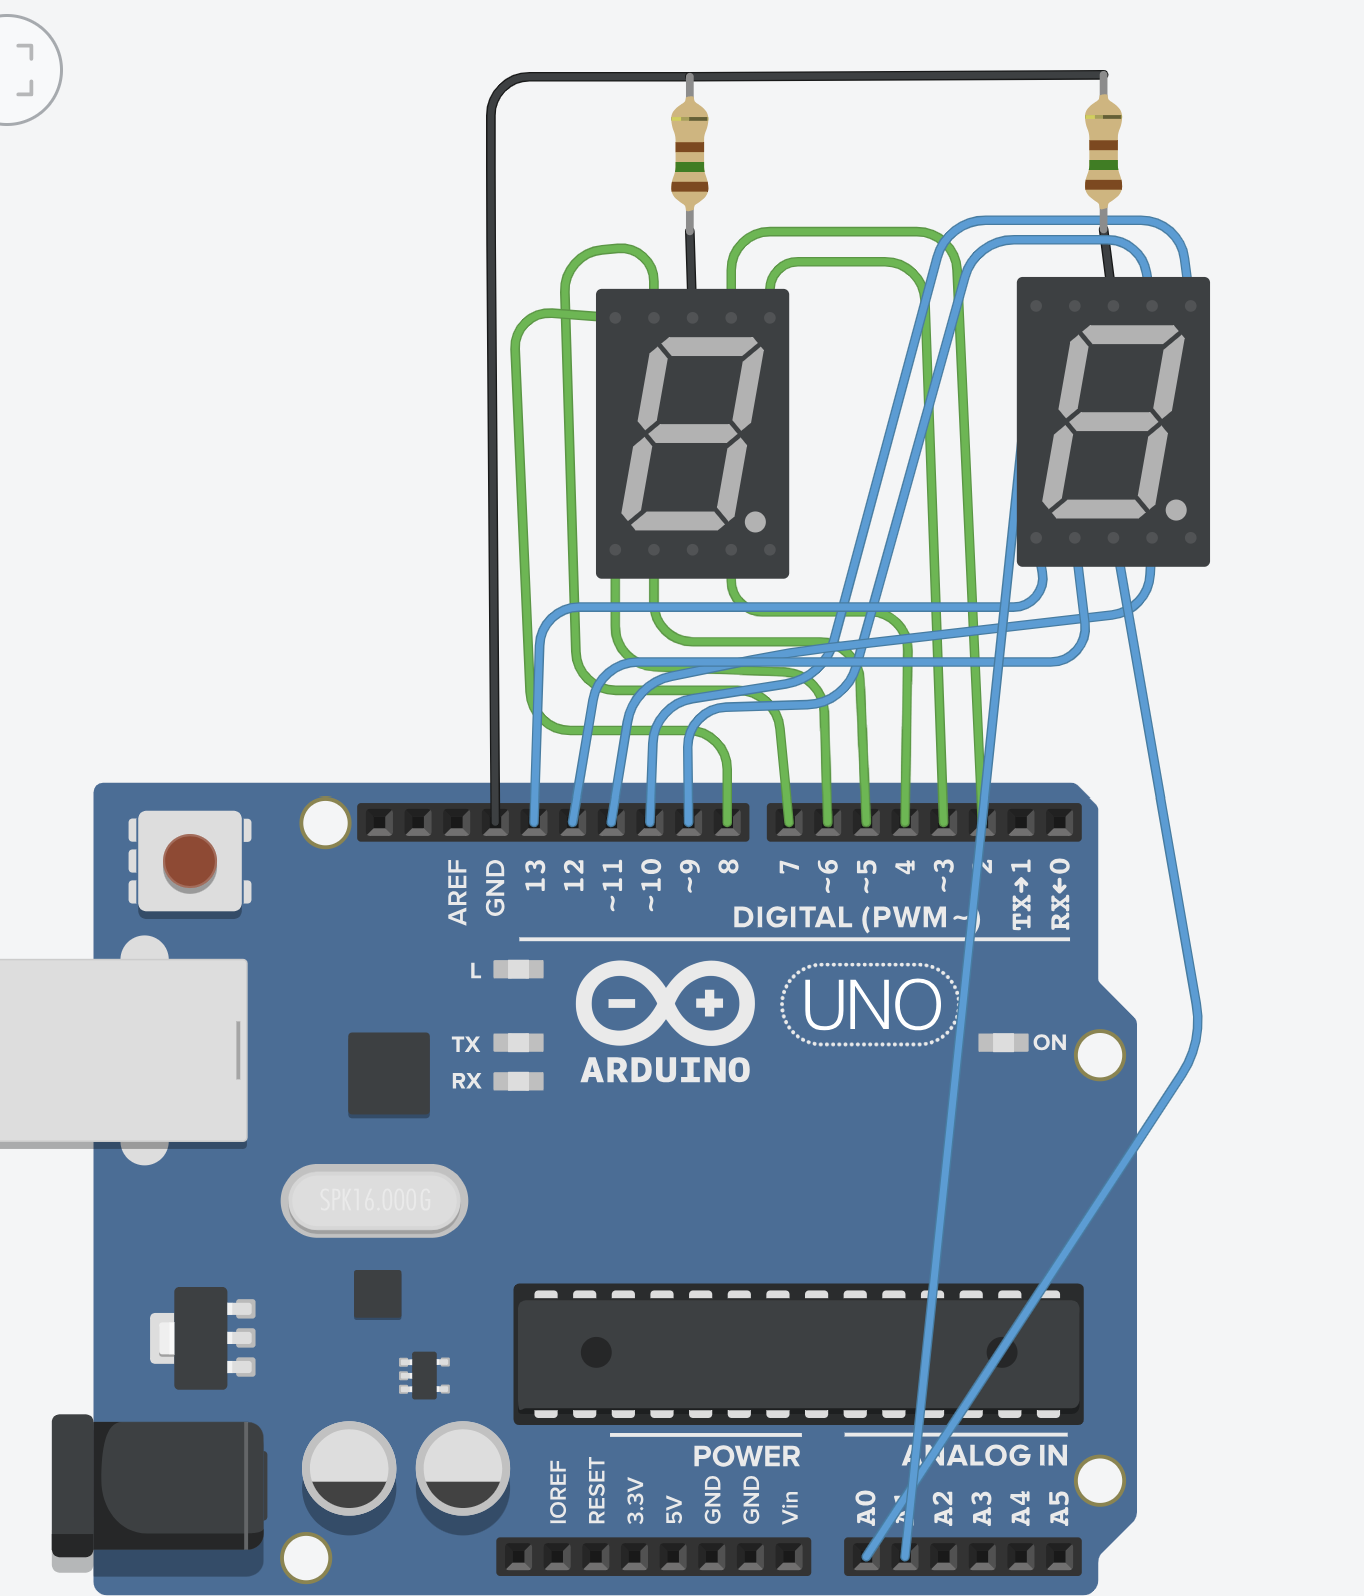 AREF
GND
13
12
~11
~10
~9
8
7
~6
~5
4
~3
2
TX→1
RX←0
DIGITAL (PWM ~)
L
TX
RX
ARDUINO
UNO
ON
SPK16.000G
POWER
ANALOG IN
IOREF
RESET
3.3V
5V
GND
GND
Vin
A0
A1
A2
A3
A4
A5